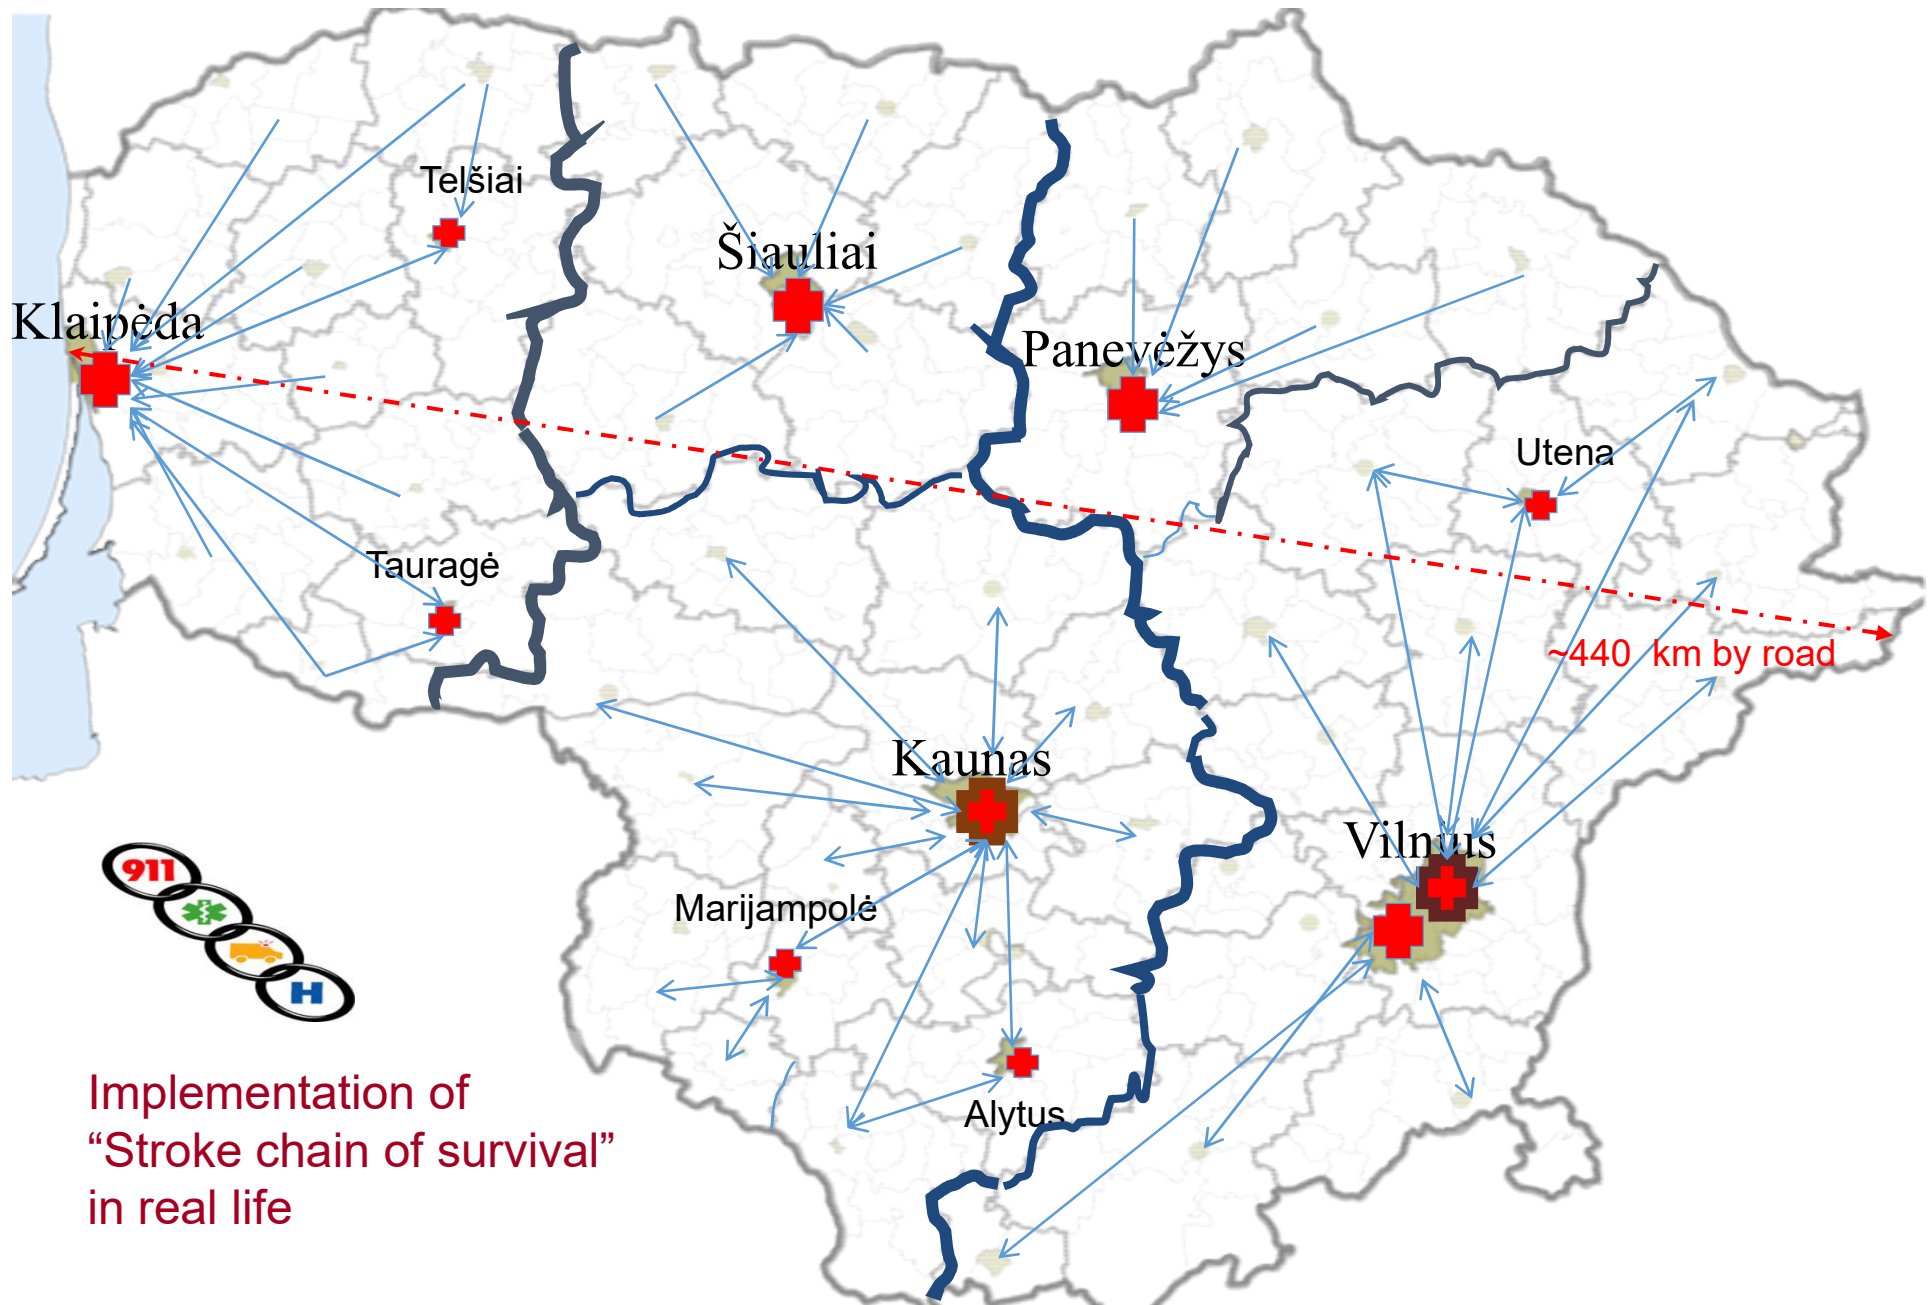 Telšiai
Šiauliai
Klaipėda
Panevėžys
Utena
Tauragė
~440 km by road
Kaunas
Vilnius
911
Marijampolė
H
Alytus
Implementation of
“Stroke chain of survival”
in real life